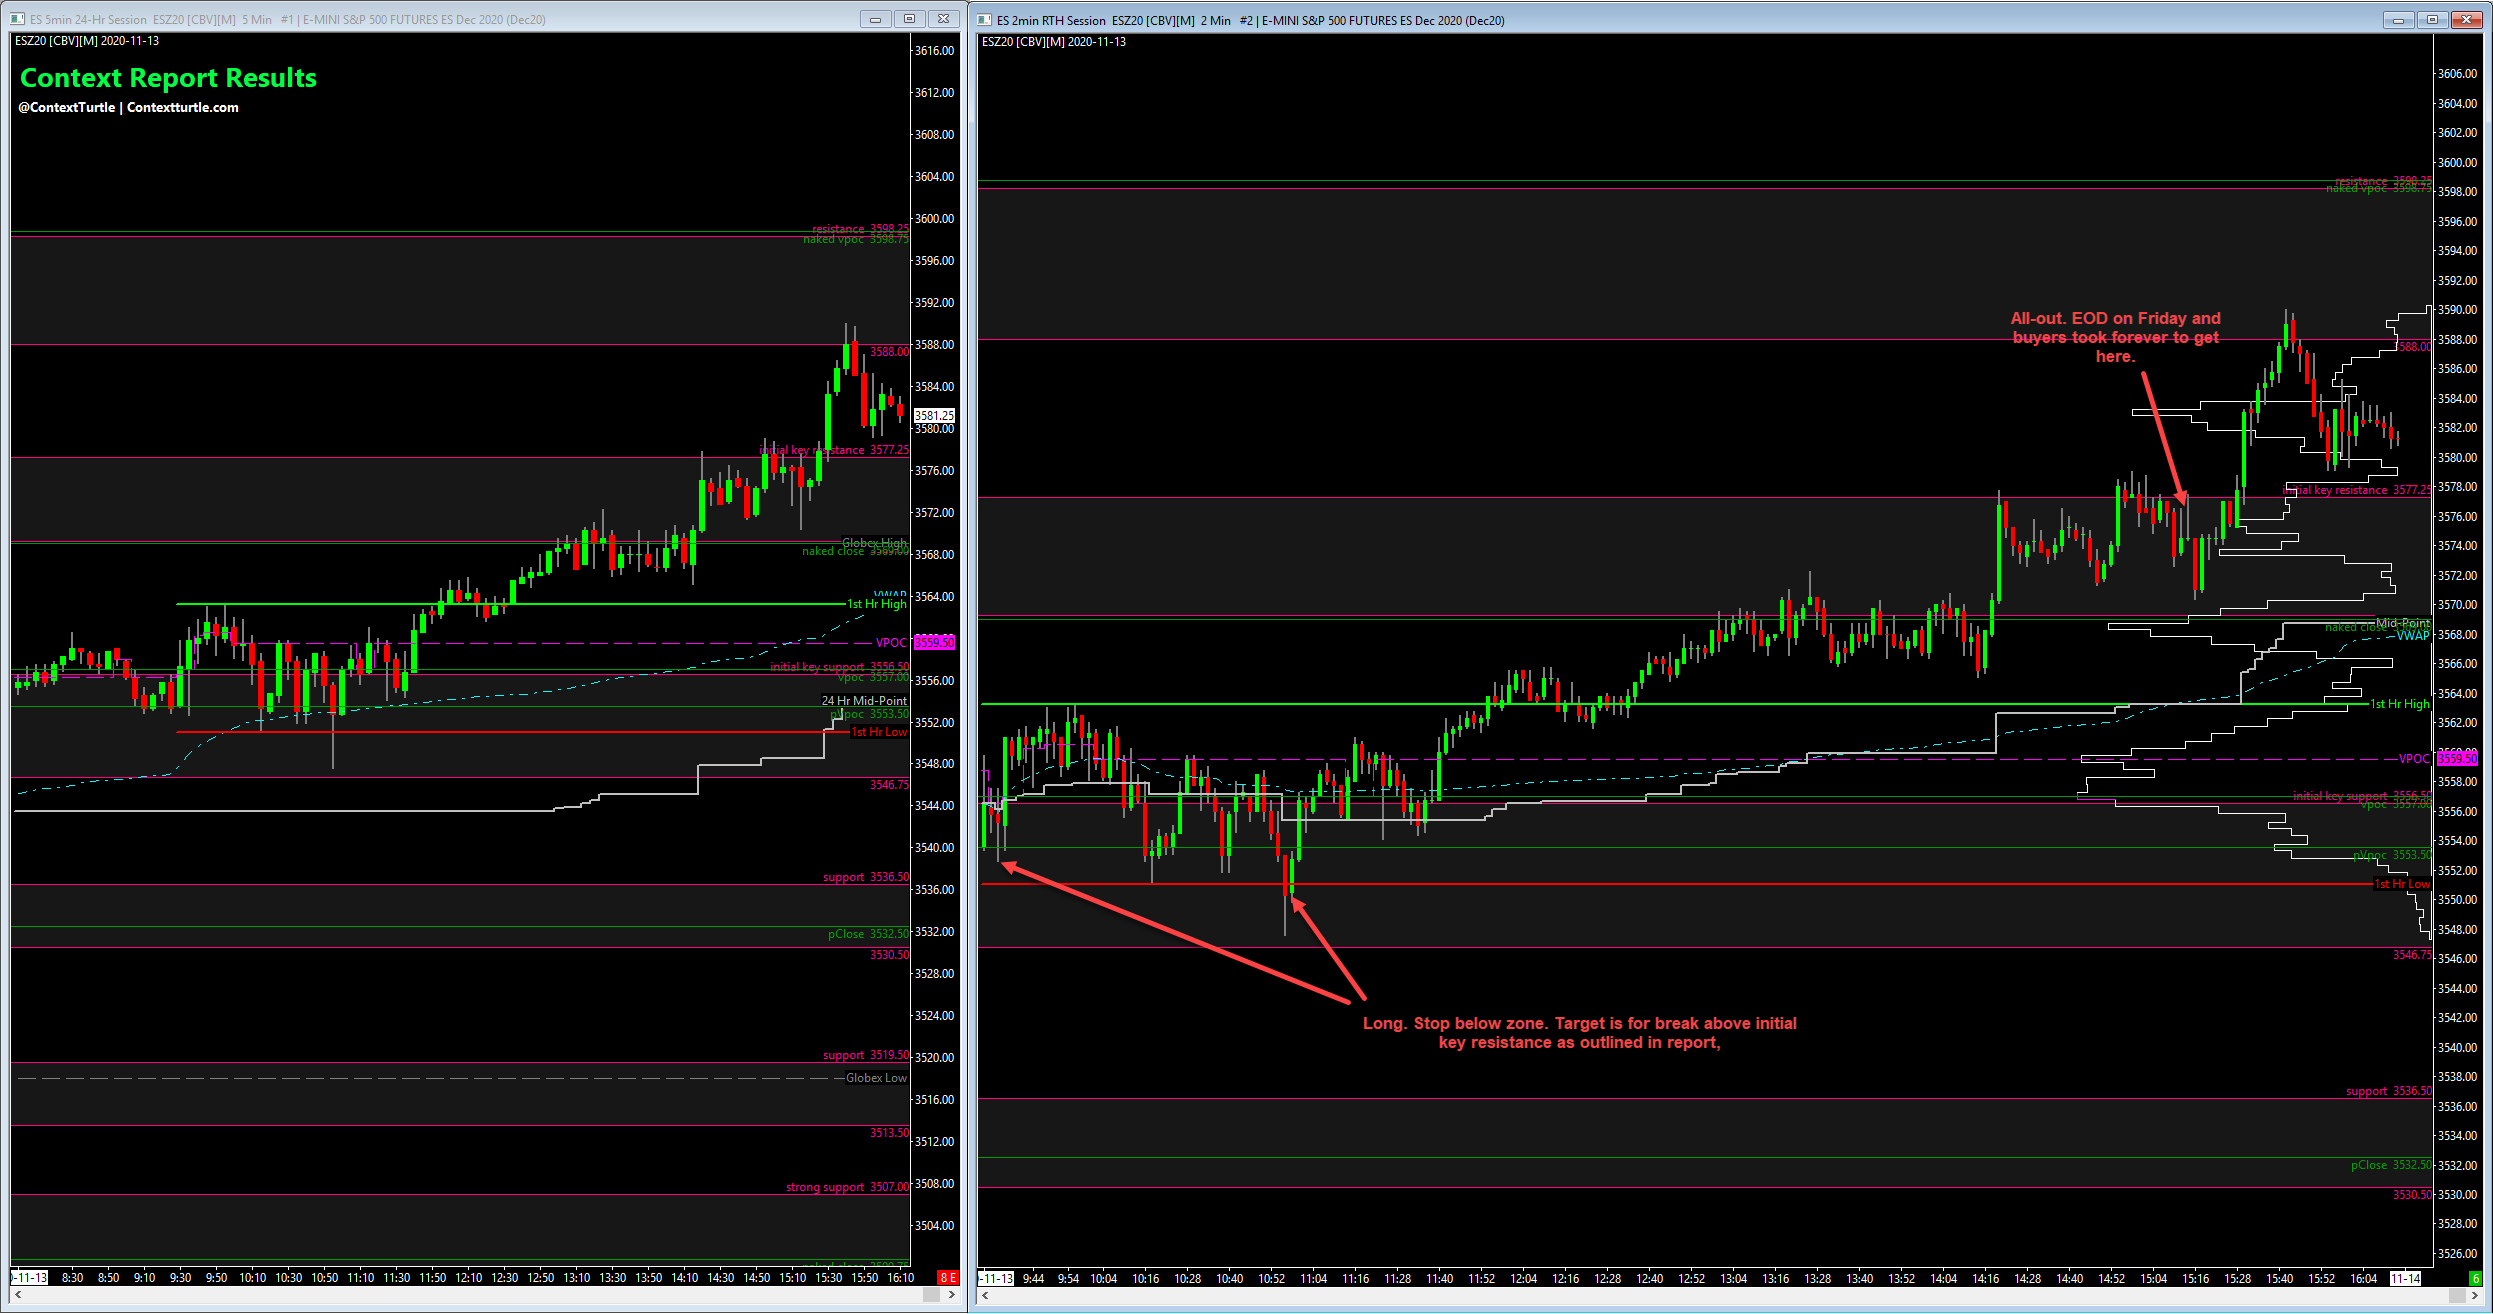 ES 5min 24-Hr Session ESZ20 [CBV][M] 5 Min #1 | E-MINI S&P 500 FUTURES ES Dec 2020 (Dec20)
ESZ20 [CBV][M] 2020-11-13
Context Report Results
@ContextTurtle | Contextturtle.com
3616.00
3612.00
3608.00
3604.00
3600.00
3596.00
3592.00
3588.00
3584.00
3581.25
3580.00
3576.00
3572.00
3568.00
3564.00
3559.50
3556.00
3552.00
3548.00
3544.00
3540.00
3536.00
3532.00
3528.00
3524.00
3520.00
3516.00
3512.00
3508.00
3504.00
resistance 3598.25
naked vpoc 3598.75
3588.00
initial key resistance 3577.25
Globex High
naked close 3569.00
VWAP
1st Hr High
VPOC
initial key support 3556.50
vpoc 3557.00
24 Hr Mid-Point
pVpoc 3553.50
1st Hr Low
3546.75
support 3536.50
pClose 3532.50
3530.50
support 3519.50
Globex Low
3513.50
strong support 3507.00
-11-13 8:30 8:50 9:10 9:30 9:50 10:10 10:30 10:50 11:10 11:30 11:50 12:10 12:30 12:50 13:10 13:30 13:50 14:10 14:30 14:50 15:10 15:30 15:50 16:10 8 E
ES 2min RTH Session ESZ20 [CBV][M] 2 Min #2 | E-MINI S&P 500 FUTURES ES Dec 2020 (Dec20)
ESZ20 [CBV][M] 2020-11-13
3606.00
3604.00
3602.00
3600.00
3598.00
3596.00
3594.00
3592.00
3590.00
3588.00
3586.00
3584.00
3582.00
3580.00
3578.00
3576.00
3574.00
3572.00
3570.00
3568.00
3566.00
3564.00
3562.00
3559.50
3558.00
3556.00
3554.00
3552.00
3550.00
3548.00
3546.00
3544.00
3542.00
3540.00
3538.00
3536.00
3534.00
3532.00
3530.00
3528.00
3526.00
resistance 3598.25
naked vpoc 3598.75
All-out. EOD on Friday and
buyers took forever to get
here.
3588.00
initial key resistance 3577.25
Mid-Point
naked close
VWAP
1st Hr High
VPOC
initial key support 3556.50
vpoc 3557.00
pVpoc 3553.50
1st Hr Low
3546.75
Long. Stop below zone. Target is for break above initial
key resistance as outlined in report,
support 3536.50
pClose 3532.50
3530.50
-11-13 9:44 9:54 10:04 10:16 10:28 10:40 10:52 11:04 11:16 11:28 11:40 11:52 12:04 12:16 12:28 12:40 12:52 13:04 13:16 13:28 13:40 13:52 14:04 14:16 14:28 14:40 14:52 15:04 15:16 15:28 15:40 15:52 16:04 11-14 6